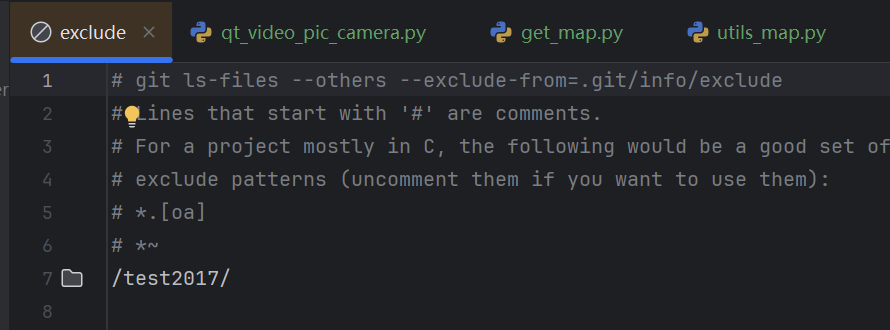 exclude qt_video_pic_camera.py get_map.py utils_map.py
1 # git ls-files --others --exclude-from=.git/info/exclude
2 # Lines that start with '#' are comments.
3 # For a project mostly in C, the following would be a good set of
4 # exclude patterns (uncomment them if you want to use them):
5 # *.[oa]
6 # *~
7 /test2017/
8